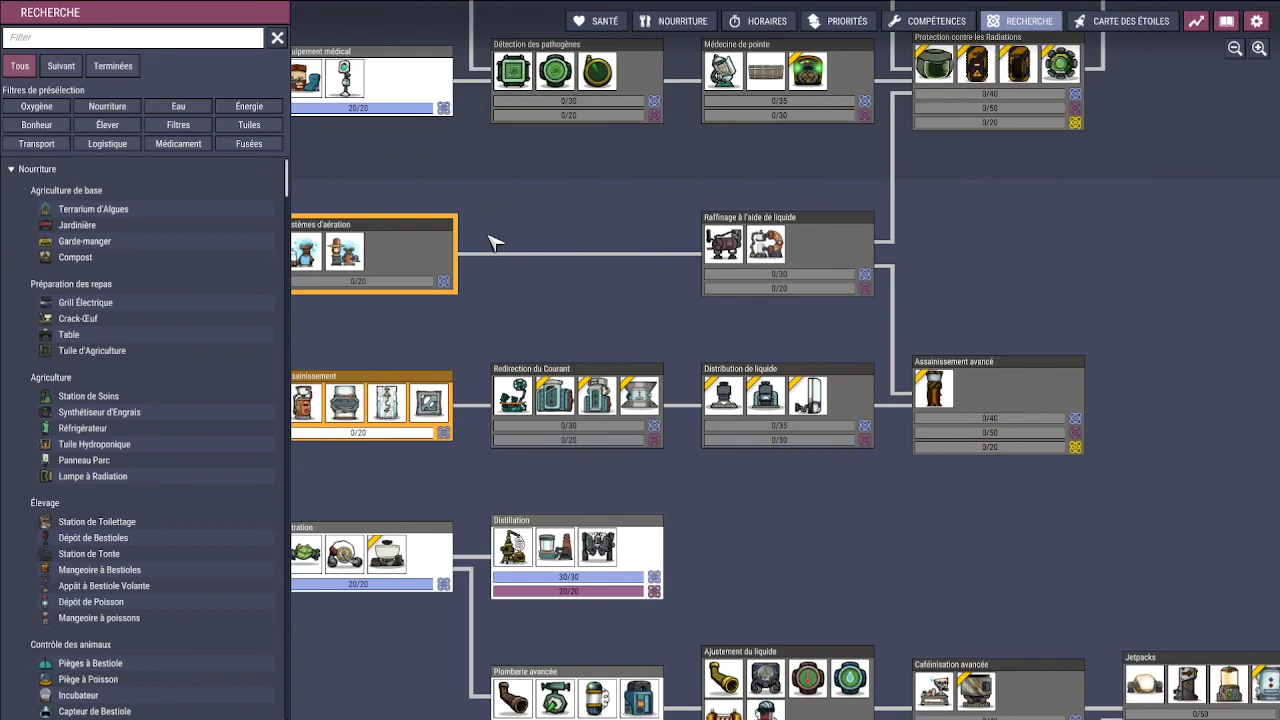 RECHERCHE
SANTÉ
NOURRITURE
HORAIRES
PRIORITÉS
COMPÉTENCES
RECHERCHE
CARTE DES ÉTOILES
Filter
Tous
Suivant
Terminées
Filtres de présélection
Oxygène
Nourriture
Eau
Énergie
Bonheur
Élever
Filtres
Tuiles
Transport
Logistique
Médicament
Fusées
Nourriture
Agriculture de base
Terrarium d'Algues
Jardinière
Garde-manger
Compost
Préparation des repas
Grill Électrique
Crack-Œuf
Table
Tuile d'Agriculture
Agriculture
Station de Soins
Synthétiseur d'Engrais
Réfrigérateur
Tuile Hydroponique
Panneau Parc
Lampe à Radiation
Élevage
Station de Toilettage
Dépôt de Bestioles
Station de Tonte
Mangeoire à Bestioles
Appât à Bestiole Volante
Dépôt de Poisson
Mangeoire à poissons
Contrôle des animaux
Pièges à Bestiole
Piège à Poisson
Incubateur
Capteur de Bestiole
uipement médical
20/20
Détection des pathogènes
0/30
0/20
Médecine de pointe
0/35
0/30
Protection contre les Radiations
0/40
0/50
0/20
stèmes d'aération
0/20
Raffinage à l'aide de liquide
0/30
0/20
sainissement
0/20
Redirection du Courant
0/30
0/20
Distribution de liquide
0/35
0/30
Assainissement avancé
0/40
0/50
0/20
tration
20/20
Distillation
30/30
20/20
Plomberie avancée
Ajustement du liquide
Caféinisation avancée
Jetpacks
0/50